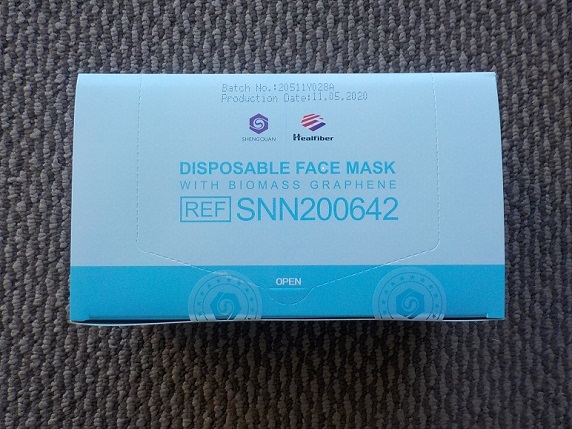 Batch No.:20511Y028A
Production Date:11.05.2020
SHENGQUAN
Healfiber
DISPOSABLE FACE MASK
WITH BIOMASS GRAPHENE
REF SNN200642
OPEN